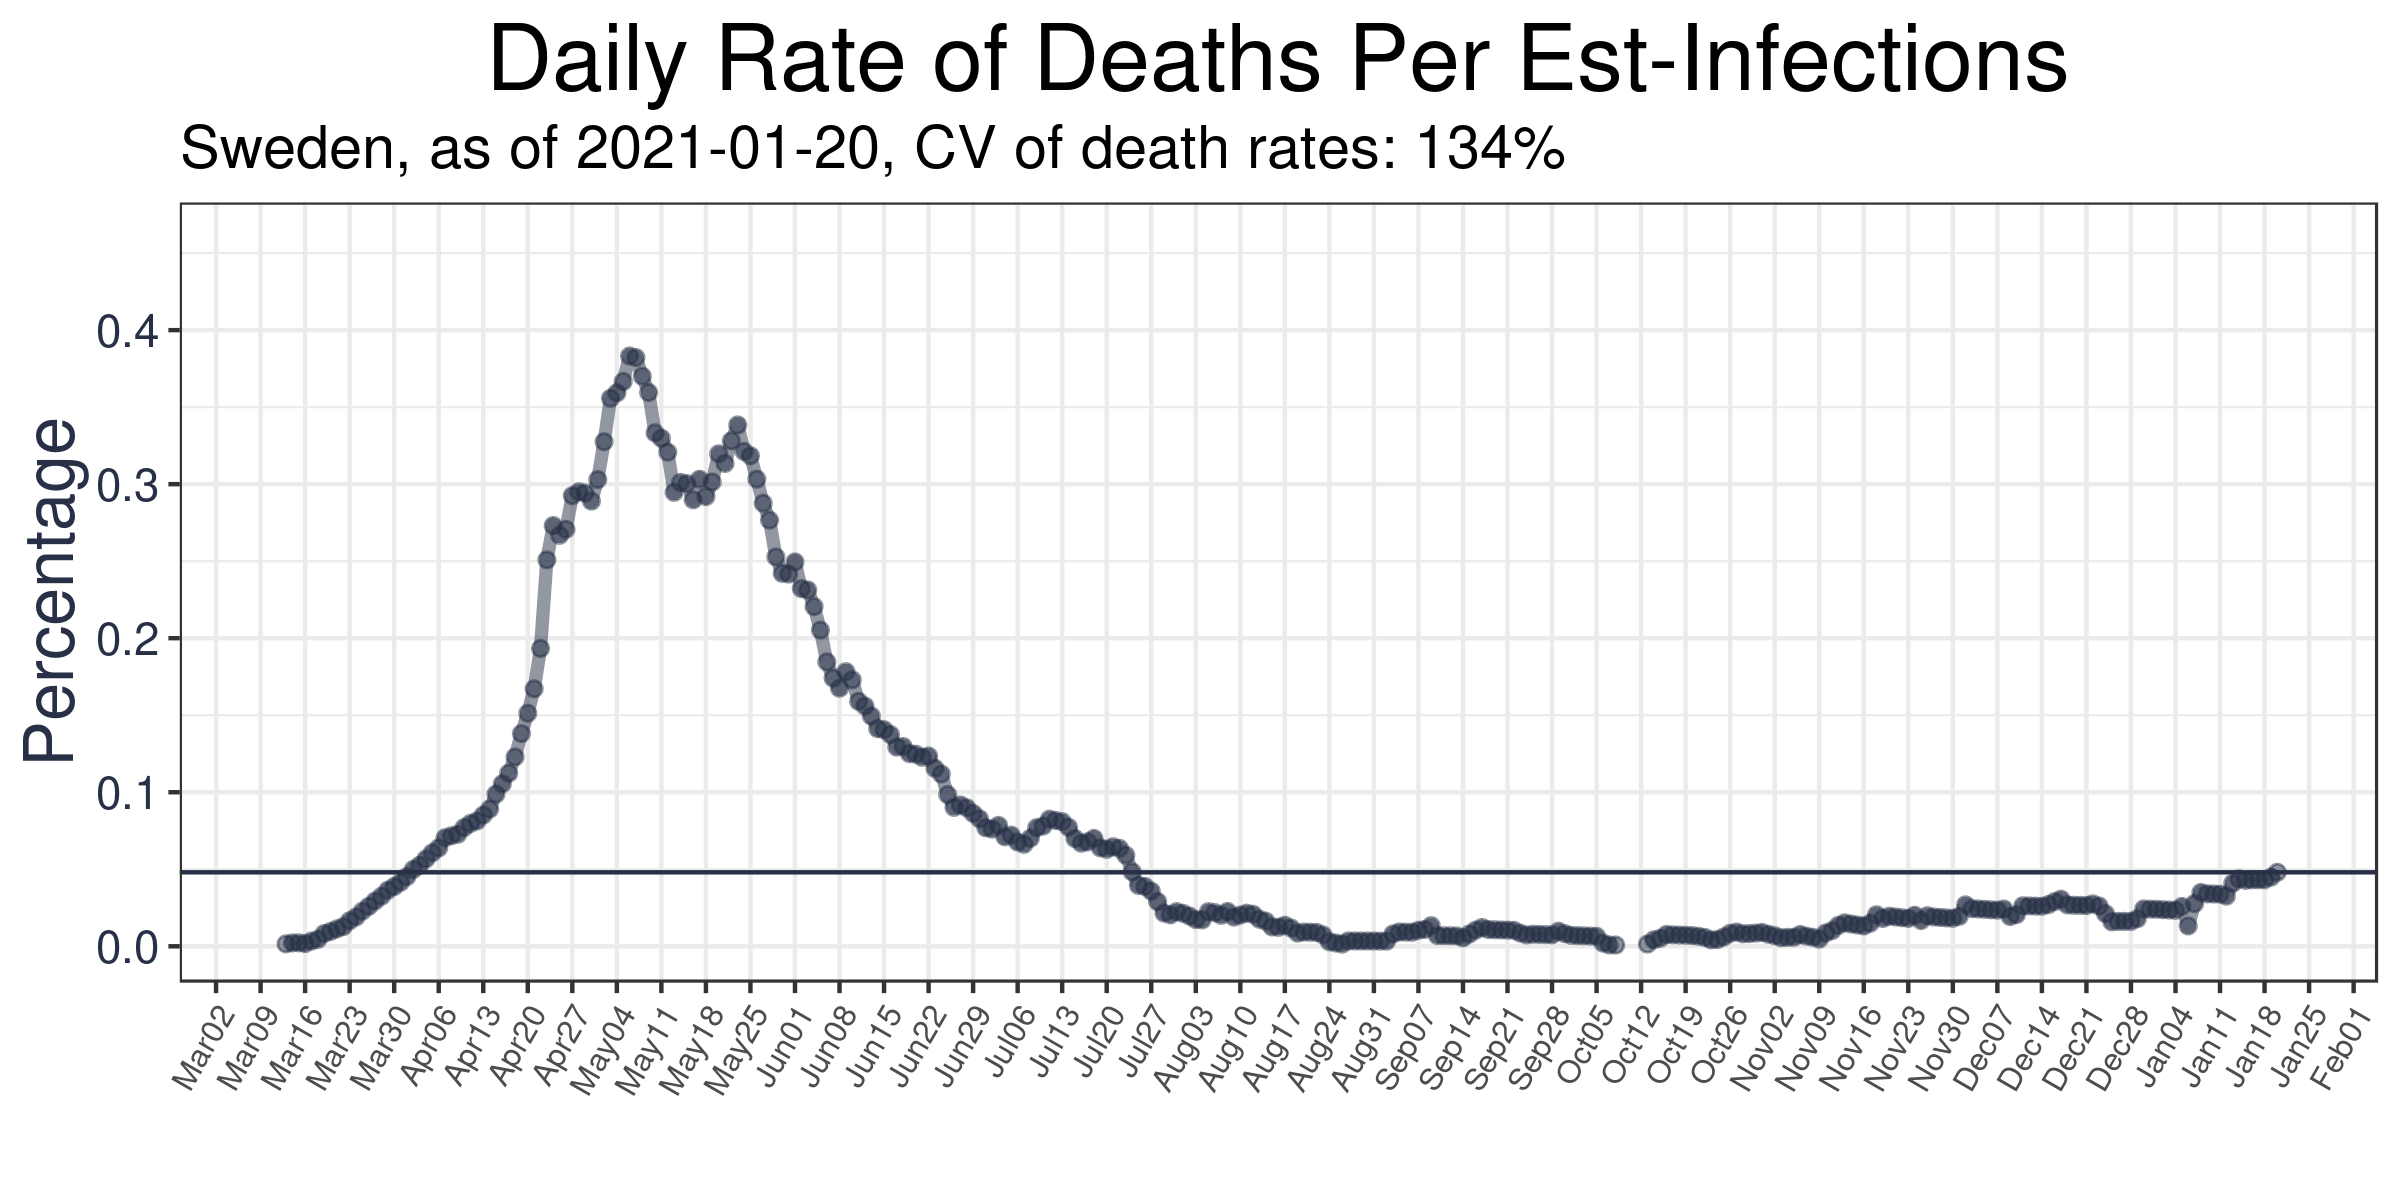 Daily Rate of Deaths Per Est-Infections
Sweden, as of 2021-01-20, CV of death rates: 134%
Percentage
0.4
0.3
0.2
0.1
0.0
Mar02
Mar09
Mar16
Mar23
Mar30
Apr06
Apr13
Apr20
Apr27
May04
May11
May18
May25
Jun01
Jun08
Jun15
Jun22
Jun29
Jul06
Jul13
Jul20
Jul27
Aug03
Aug10
Aug17
Aug24
Aug31
Sep07
Sep14
Sep21
Sep28
Oct05
Oct12
Oct19
Oct26
Nov02
Nov09
Nov16
Nov23
Nov30
Dec07
Dec14
Dec21
Dec28
Jan04
Jan11
Jan18
Jan25
Feb01